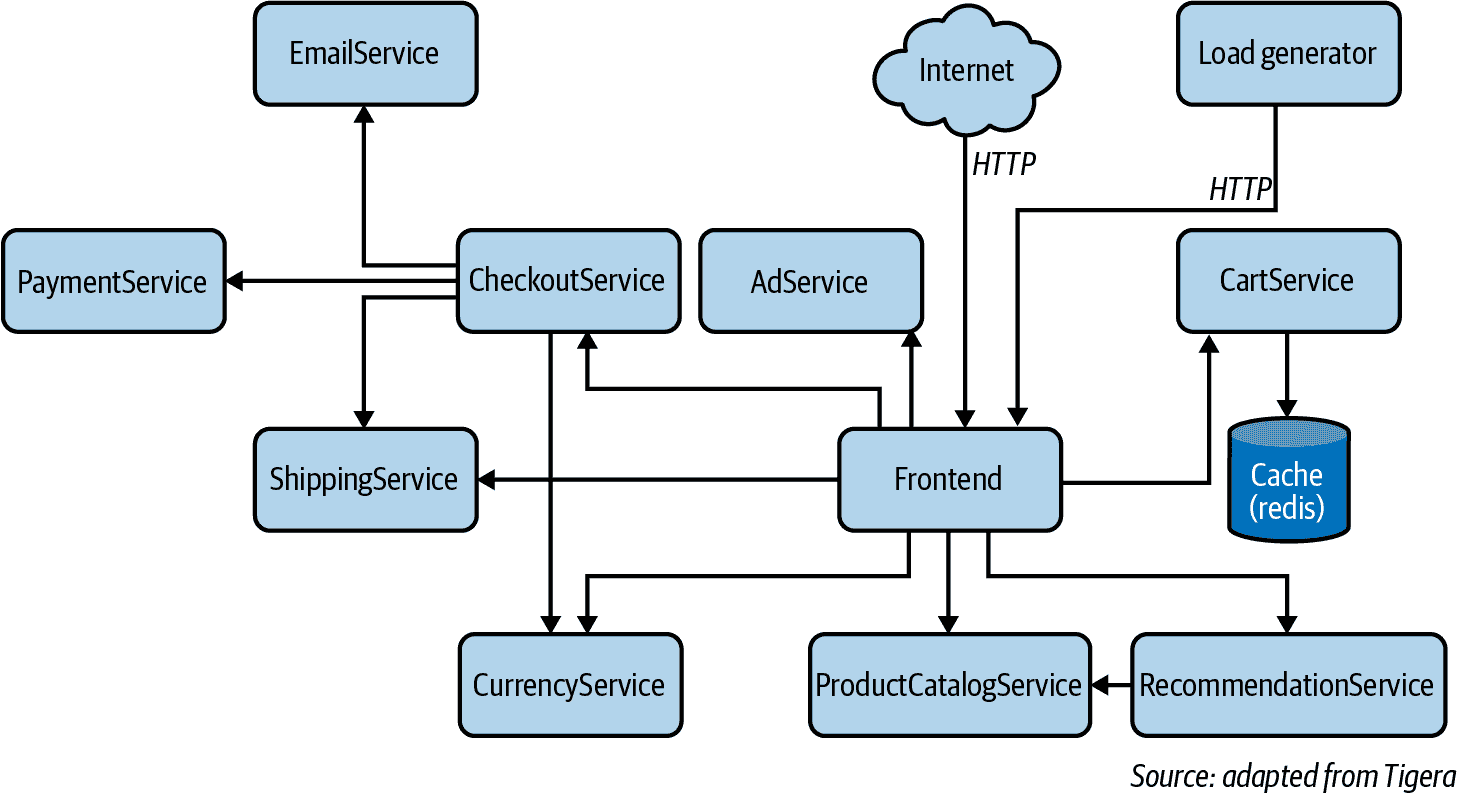 EmailService
Internet
Load generator
HTTP
HTTP
PaymentService
CheckoutService
AdService
CartService
ShippingService
Frontend
Cache
(redis)
CurrencyService
ProductCatalogService
RecommendationService
Source: adapted from Tigera